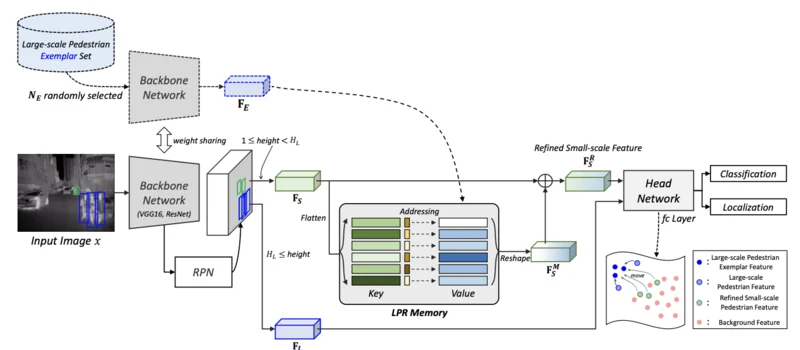 Large-scale Pedestrian
Exemplar Set
N_E randomly selected
Backbone
Network
F_E
weight sharing
1 ≤ height < H_L
Backbone
Network
(VGG16, ResNet)
Input Image x
RPN
H_L ≤ height
F_S
Flatten
Addressing
Key
Value
LPR Memory
Reshape
F_S^M
Refined Small-scale Feature
F_S^R
F_L
Head
Network
Classification
Localization
fc Layer
move
: Large-scale Pedestrian
Exemplar Feature
: Large-scale
Pedestrian Feature
: Refined Small-scale
Pedestrian Feature
: Background Feature